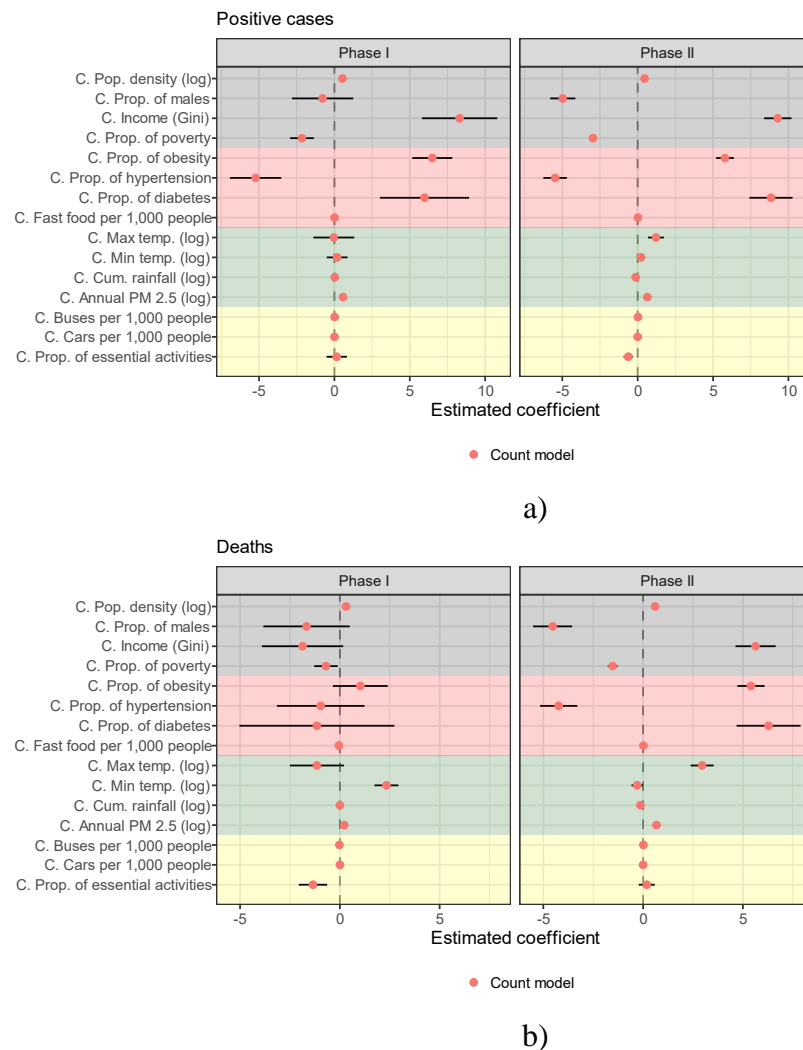 Positive cases
Phase I
Phase II
C. Pop. density (log)
C. Prop. of males
C. Income (Gini)
C. Prop. of poverty
C. Prop. of obesity
C. Prop. of hypertension
C. Prop. of diabetes
C. Fast food per 1,000 people
C. Max temp. (log)
C. Min temp. (log)
C. Cum. rainfall (log)
C. Annual PM 2.5 (log)
C. Buses per 1,000 people
C. Cars per 1,000 people
C. Prop. of essential activities
-5 0 5 10 -5 0 5 10
Estimated coefficient
Count model
a)
Deaths
Phase I
Phase II
C. Pop. density (log)
C. Prop. of males
C. Income (Gini)
C. Prop. of poverty
C. Prop. of obesity
C. Prop. of hypertension
C. Prop. of diabetes
C. Fast food per 1,000 people
C. Max temp. (log)
C. Min temp. (log)
C. Cum. rainfall (log)
C. Annual PM 2.5 (log)
C. Buses per 1,000 people
C. Cars per 1,000 people
C. Prop. of essential activities
-5 0 5 -5 0 5
Estimated coefficient
Count model
b)